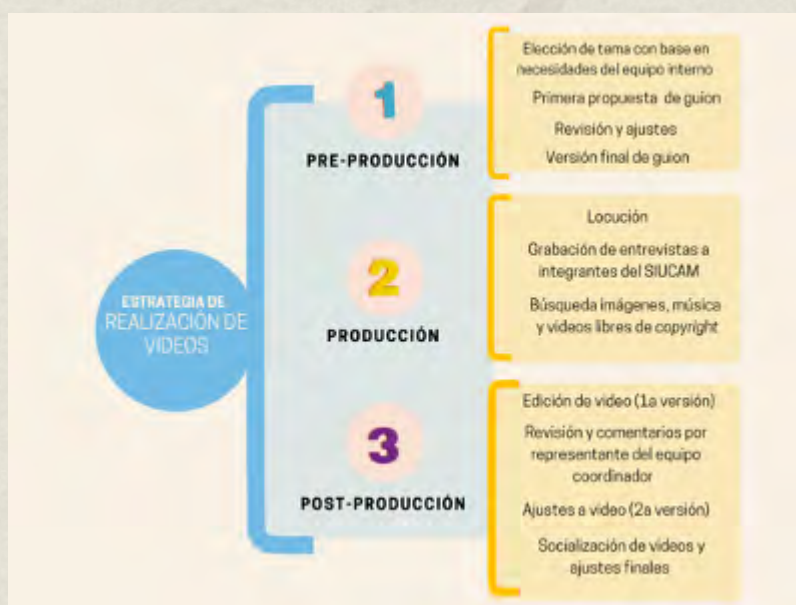 ESTRATEGIA DE
REALIZACIÓN DE
VIDEOS
1
PRE-PRODUCCIÓN
Elección de tema con base en
necesidades del equipo interno
Primera propuesta de guion
Revisión y ajustes
Versión final de guion
2
PRODUCCIÓN
Locución
Grabación de entrevistas a
integrantes del SIUCAM
Búsqueda imágenes, música
y videos libres de copyright
3
POST-PRODUCCIÓN
Edición de video (1a versión)
Revisión y comentarios por
representante del equipo
coordinador
Ajustes a video (2a versión)
Socialización de videos y
ajustes finales